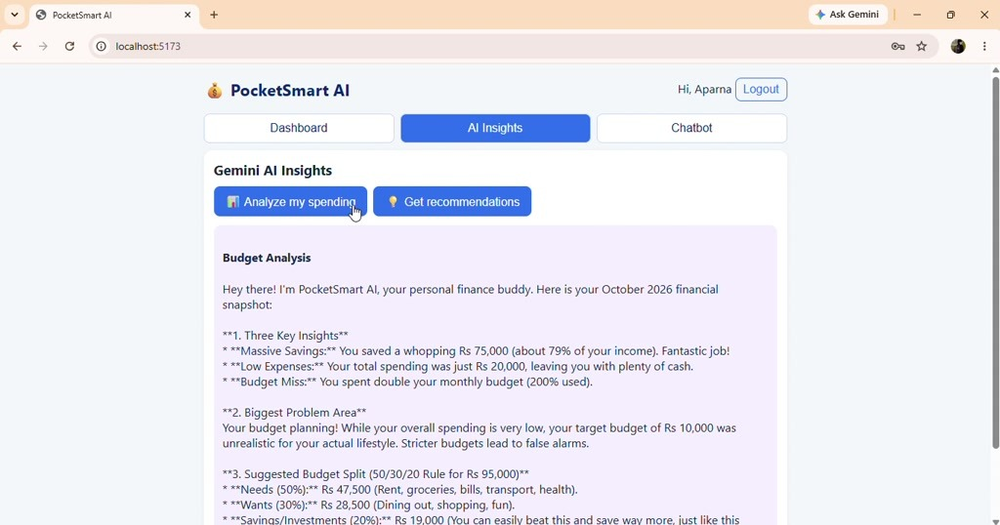 PocketSmart AI
Ask Gemini
localhost:5173
PocketSmart AI
Hi, Aparna
Logout
Dashboard
AI Insights
Chatbot
Gemini AI Insights
Analyze my spending
Get recommendations
Budget Analysis
Hey there! I'm PocketSmart AI, your personal finance buddy. Here is your October 2026 financial
snapshot:
**1. Three Key Insights**
* **Massive Savings:** You saved a whopping Rs 75,000 (about 79% of your income). Fantastic job!
* **Low Expenses:** Your total spending was just Rs 20,000, leaving you with plenty of cash.
* **Budget Miss:** You spent double your monthly budget (200% used).
**2. Biggest Problem Area**
Your budget planning! While your overall spending is very low, your target budget of Rs 10,000 was
unrealistic for your actual lifestyle. Stricter budgets lead to false alarms.
**3. Suggested Budget Split (50/30/20 Rule for Rs 95,000)**
* **Needs (50%):** Rs 47,500 (Rent, groceries, bills, transport, health).
* **Wants (30%):** Rs 28,500 (Dining out, shopping, fun).
* **Savings/Investments (20%):** Rs 19,000 (You can easily beat this and save way more, just like this